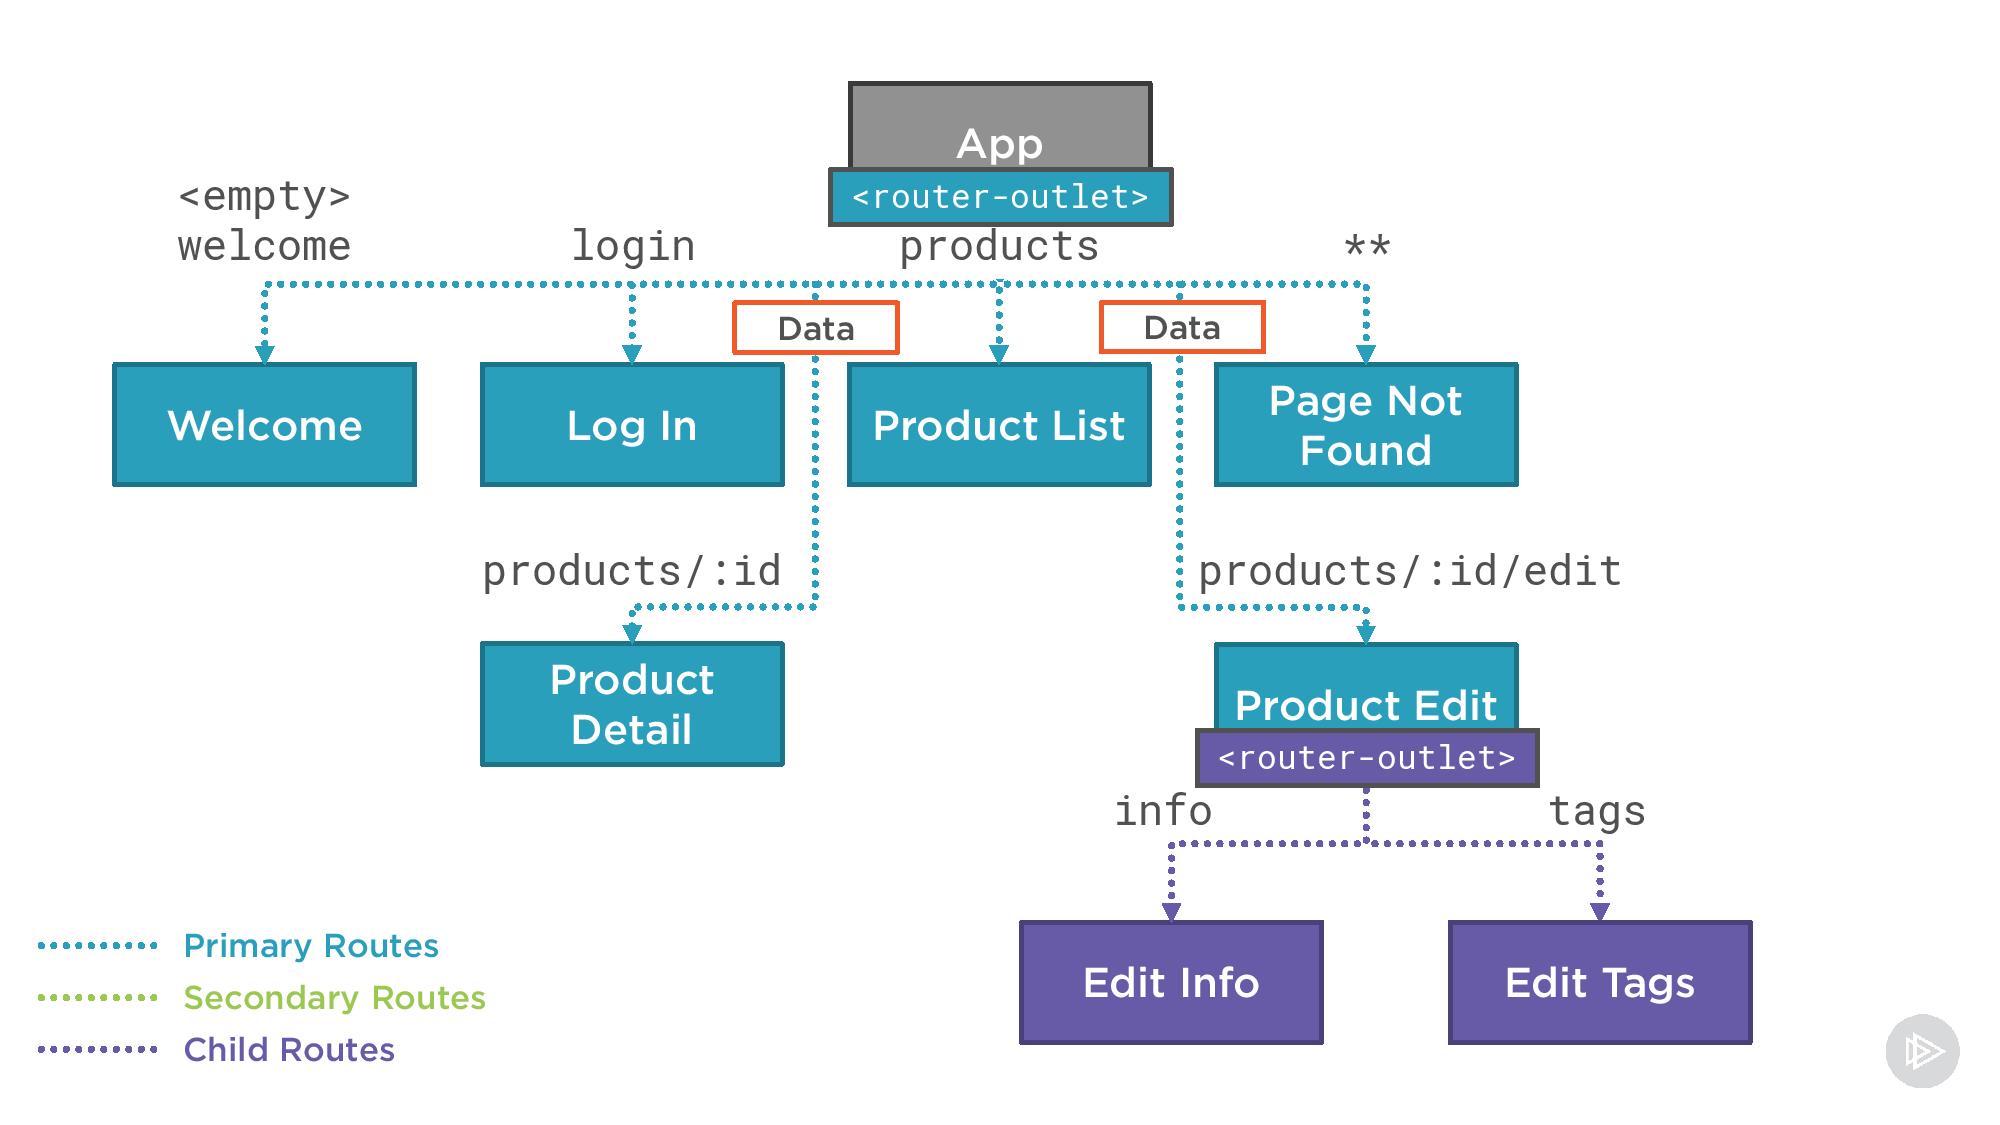 App
<router-outlet>
<empty>
welcome
login
products
**
Data
Data
Welcome
Log In
Product List
Page Not
Found
products/:id
products/:id/edit
Product
Detail
Product Edit
<router-outlet>
info
tags
Edit Info
Edit Tags
Primary Routes
Secondary Routes
Child Routes